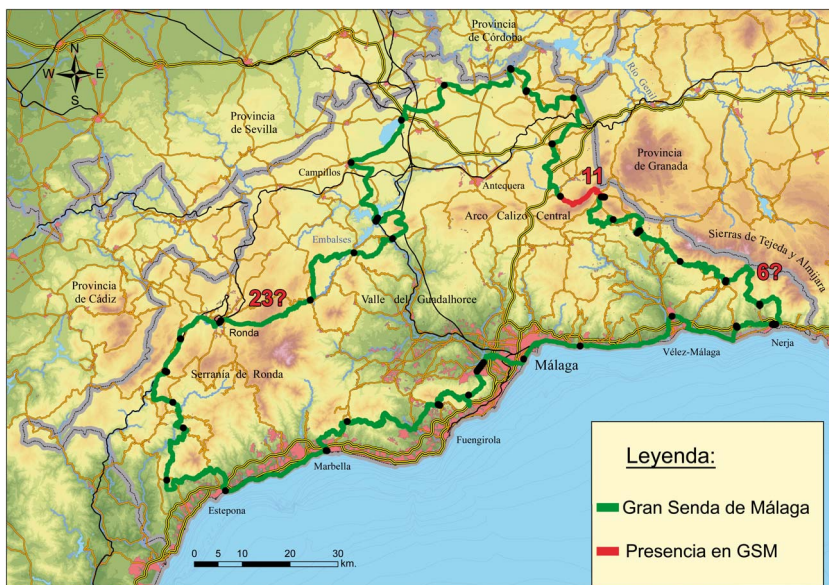 Provincia
de Córdoba
N
W E
S
Río Genil
Provincia
de Sevilla
Provincia
de Granada
Campillos
Antequera
11
Arco Calizo Central
Sierras de Tejeda y Almijara
Embalses
6?
Provincia
de Cádiz
23?
Valle del Guadalhorce
Ronda
Nerja
Vélez-Málaga
Málaga
Serranía de Ronda
Fuengirola
Marbella
Estepona
0 5 10 20 30
km.
Leyenda:
Gran Senda de Málaga
Presencia en GSM